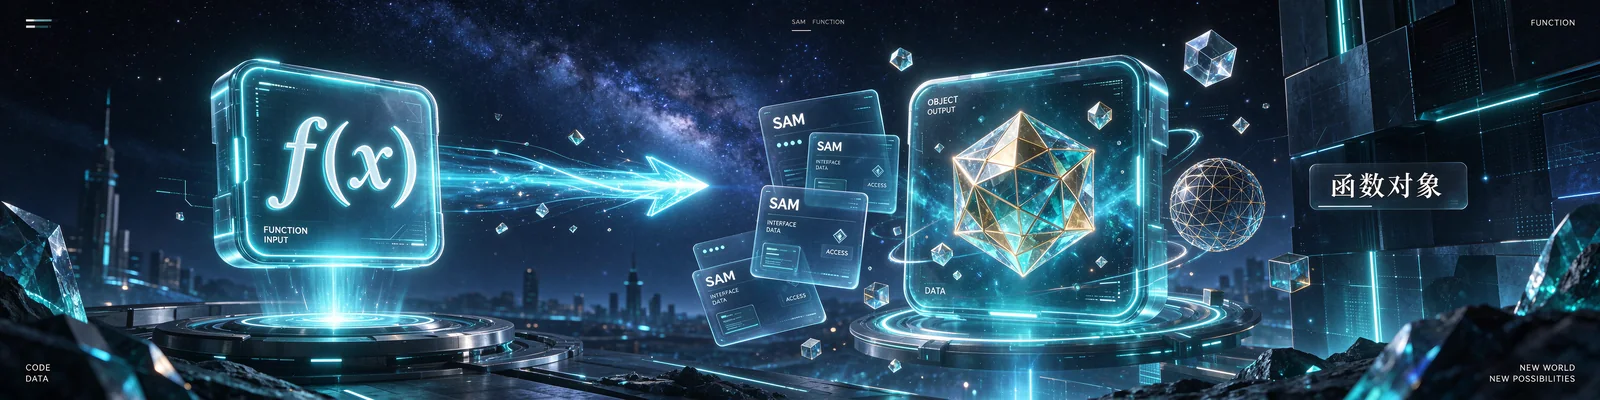 SAM FUNCTION
FUNCTION
f(x)
FUNCTION
INPUT
SAM
SAM
INTERFACE
DATA
ACCESS
SAM
INTERFACE
DATA
ACCESS
SAM
INTERFACE
DATA
ACCESS
OBJECT
OUTPUT
DATA
函数对象
CODE
DATA
NEW WORLD
NEW POSSIBILITIES